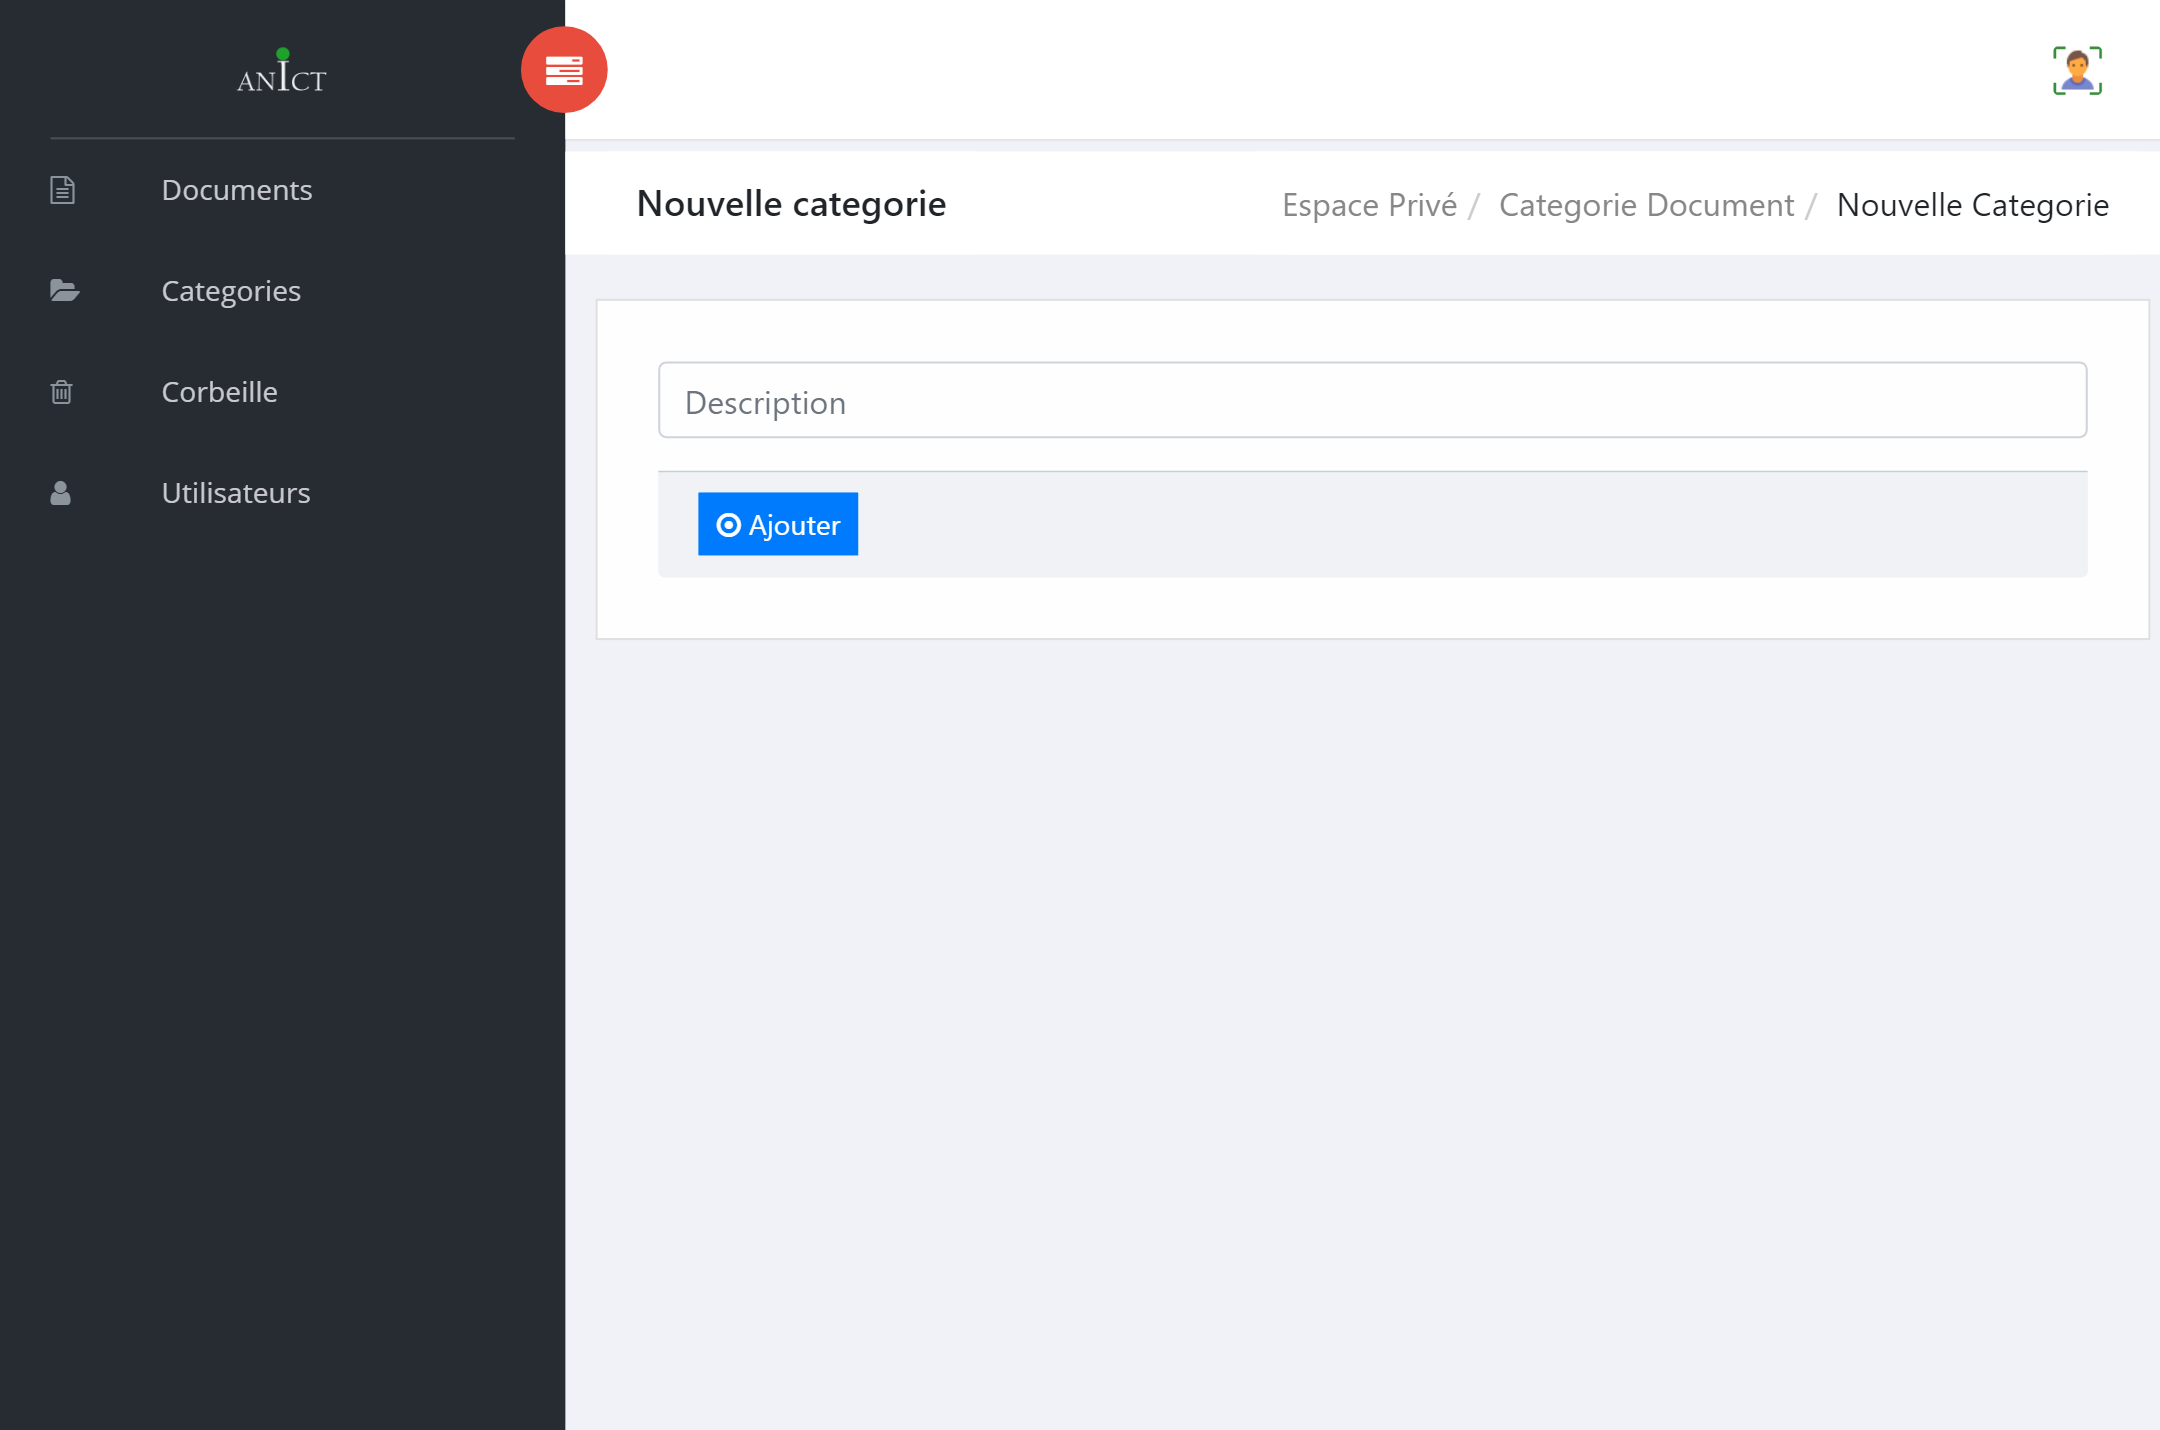 ANICT
Documents
Categories
Corbeille
Utilisateurs
Nouvelle categorie
Espace Privé / Categorie Document / Nouvelle Categorie
Description
Ajouter